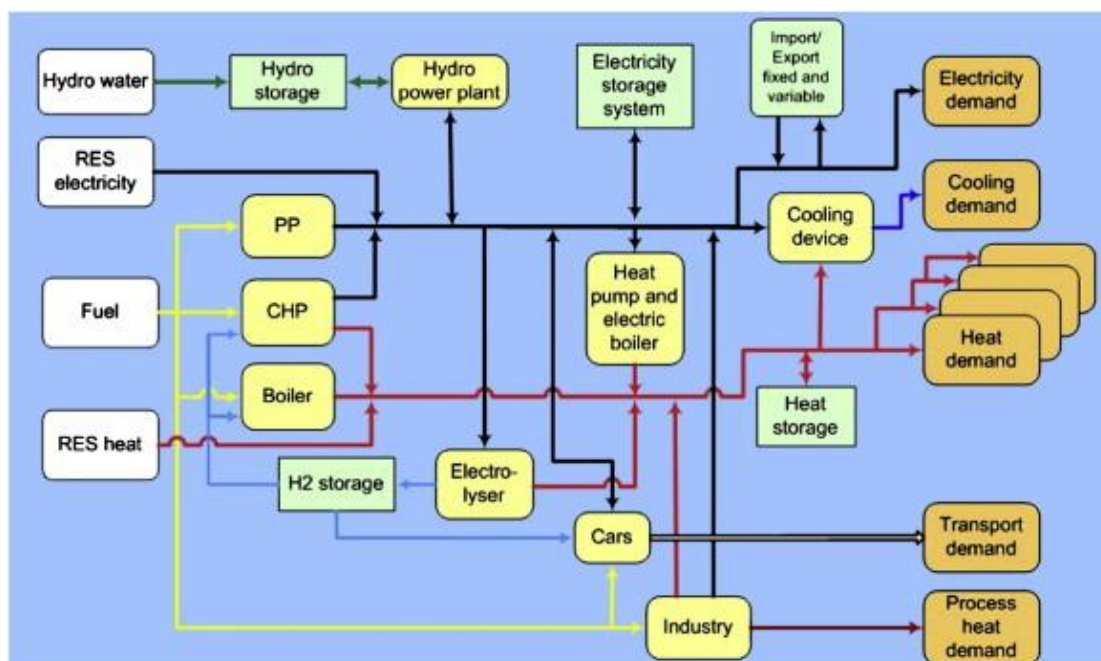 Hydro water
Hydro
storage
Hydro
power plant
Electricity
storage
system
Import/
Export
fixed and
variable
Electricity
demand
RES
electricity
Cooling
demand
PP
Cooling
device
Fuel
CHP
Heat
pump and
electric
boiler
Heat
demand
Boiler
Heat
storage
RES heat
H2 storage
Electro-
lyser
Cars
Transport
demand
Industry
Process
heat
demand